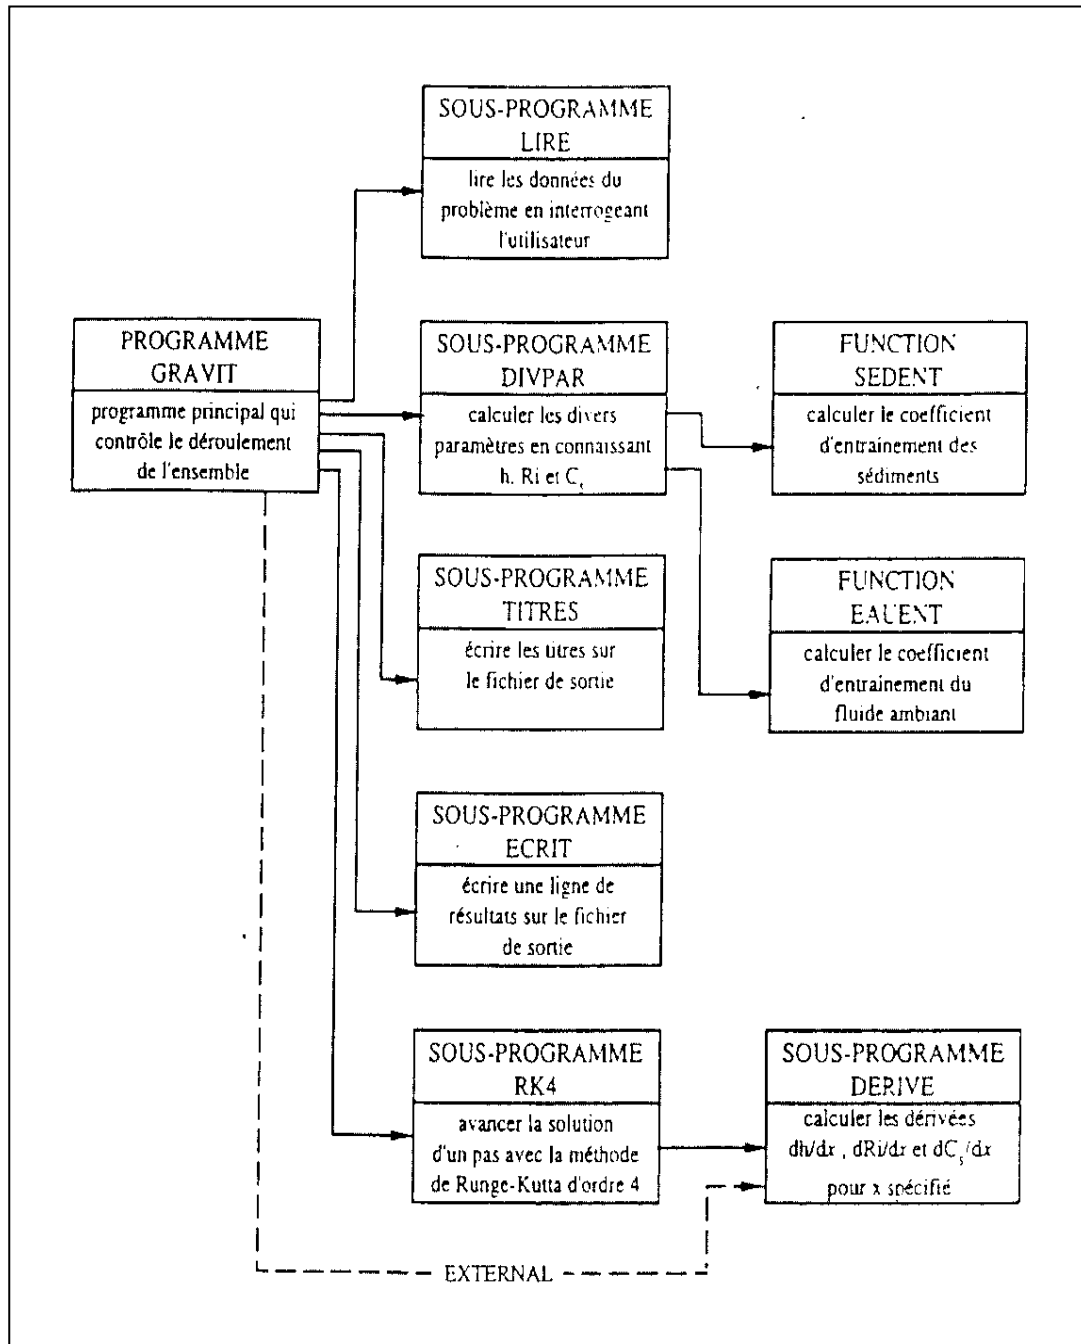 SOUS-PROGRAMME
LIRE
lire les données du
problème en interrogeant
l'utilisateur
PROGRAMME
GRAVIT
programme principal qui
contrôle le déroulement
de l'ensemble
SOUS-PROGRAMME
DIVPAR
calculer les divers
paramètres en connaissant
h, Ri et Cₛ
FUNCTION
SEDENT
calculer le coefficient
d'entraînement des
sédiments
SOUS-PROGRAMME
TITRES
écrire les titres sur
le fichier de sortie
FUNCTION
EAUENT
calculer le coefficient
d'entraînement du
fluide ambiant
SOUS-PROGRAMME
ECRIT
écrire une ligne de
résultats sur le fichier
de sortie
SOUS-PROGRAMME
RK4
avancer la solution
d'un pas avec la méthode
de Runge-Kutta d'ordre 4
SOUS-PROGRAMME
DERIVE
calculer les dérivées
dh/dx , dRi/dx et dCₛ/dx
pour x spécifié
EXTERNAL